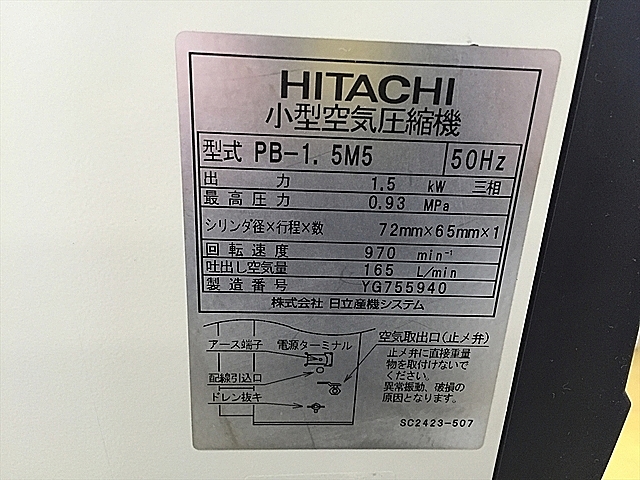 HITACHI
小型空気圧縮機
型式 PB-1.5M5 50Hz
出力 1.5 kW 三相
最高圧力 0.93 MPa
シリンダ径×行程×数 72mm×65mm×1
回転速度 970 min⁻¹
吐出し空気量 165 L/min
製造番号 YG755940
株式会社 日立産機システム
空気取出口(止メ弁)
アース端子 電源ターミナル
止メ弁に直接重量
物を取付けないで
ください。
異常振動、破損の
原因となります。
配線引込口
ドレン抜キ
SC2423-507